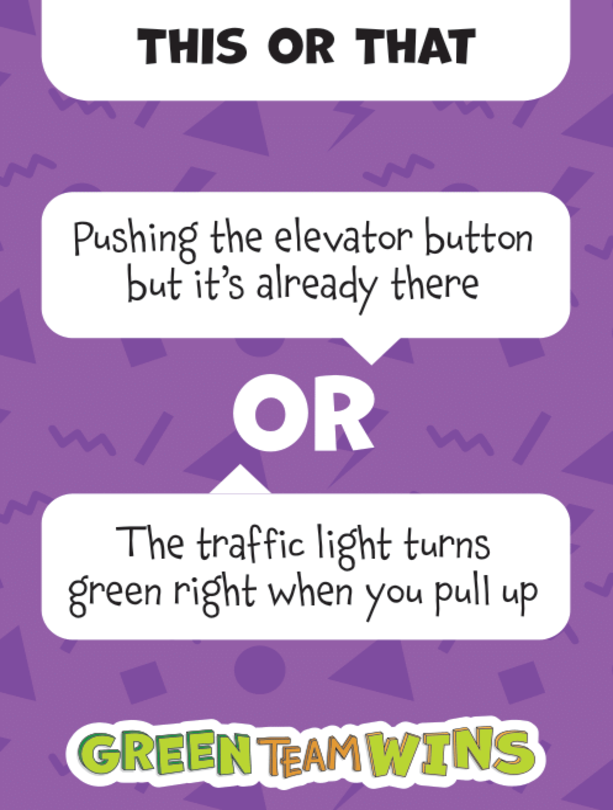 THIS OR THAT
Pushing the elevator button
but it's already there
OR
The traffic light turns
green right when you pull up
GREEN TEAM WINS